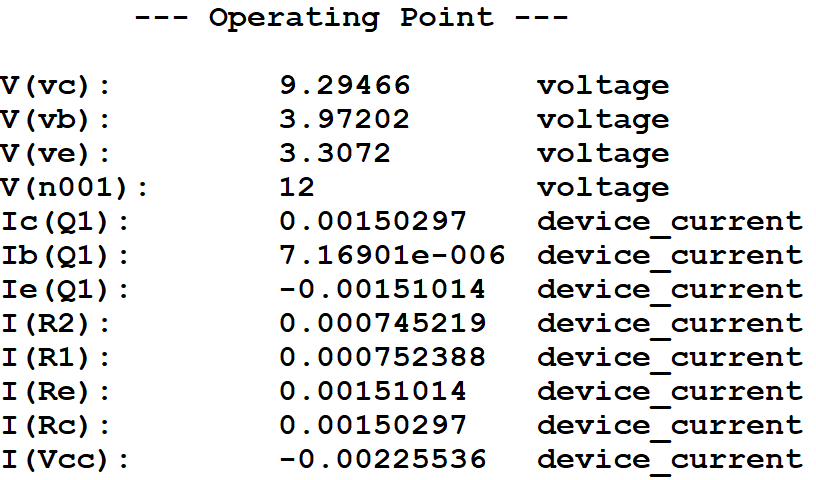 --- Operating Point ---
V(vc): 9.29466 voltage
V(vb): 3.97202 voltage
V(ve): 3.3072 voltage
V(n001): 12 voltage
Ic(Q1): 0.00150297 device_current
Ib(Q1): 7.16901e-006 device_current
Ie(Q1): -0.00151014 device_current
I(R2): 0.000745219 device_current
I(R1): 0.000752388 device_current
I(Re): 0.00151014 device_current
I(Rc): 0.00150297 device_current
I(Vcc): -0.00225536 device_current